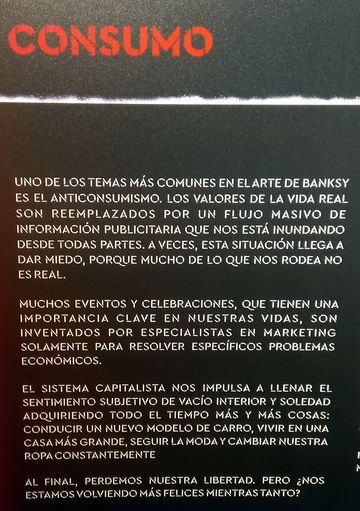 CONSUMO
UNO DE LOS TEMAS MÁS COMUNES EN EL ARTE DE BANKSY
ES EL ANTICONSUMISMO. LOS VALORES DE LA VIDA REAL
SON REEMPLAZADOS POR UN FLUJO MASIVO DE
INFORMACIÓN PUBLICITARIA QUE NOS ESTÁ INUNDANDO
DESDE TODAS PARTES. A VECES, ESTA SITUACIÓN LLEGA A
DAR MIEDO, PORQUE MUCHO DE LO QUE NOS RODEA NO
ES REAL.
MUCHOS EVENTOS Y CELEBRACIONES, QUE TIENEN UNA
IMPORTANCIA CLAVE EN NUESTRAS VIDAS, SON
INVENTADOS POR ESPECIALISTAS EN MARKETING
SOLAMENTE PARA RESOLVER ESPECÍFICOS PROBLEMAS
ECONÓMICOS.
EL SISTEMA CAPITALISTA NOS IMPULSA A LLENAR EL
SENTIMIENTO SUBJETIVO DE VACÍO INTERIOR Y SOLEDAD
ADQUIRIENDO TODO EL TIEMPO MÁS Y MÁS COSAS:
CONDUCIR UN NUEVO MODELO DE CARRO, VIVIR EN UNA
CASA MÁS GRANDE, SEGUIR LA MODA Y CAMBIAR NUESTRA
ROPA CONSTANTEMENTE
AL FINAL, PERDEMOS NUESTRA LIBERTAD. PERO ¿NOS
ESTAMOS VOLVIENDO MÁS FELICES MIENTRAS TANTO?